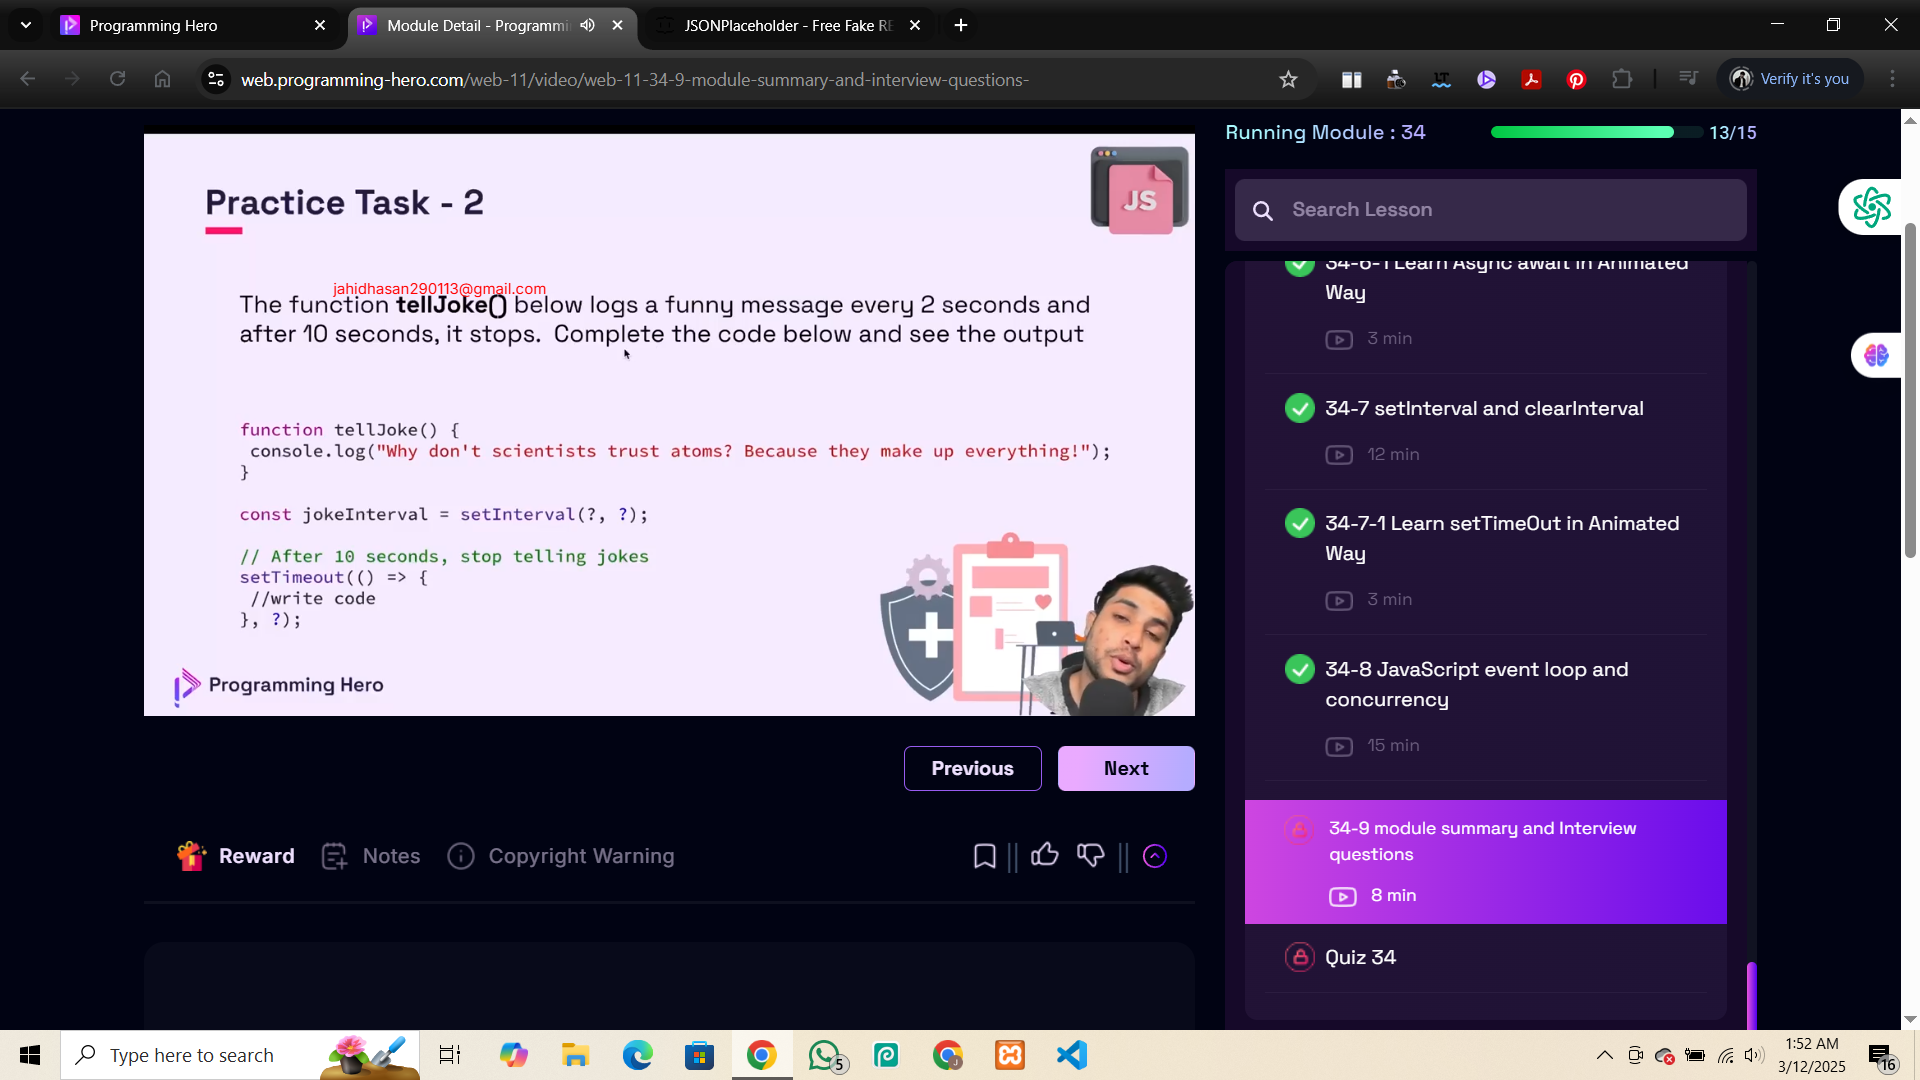 Programming Hero
Module Detail - Programmi
JSONPlaceholder - Free Fake RE
web.programming-hero.com/web-11/video/web-11-34-9-module-summary-and-interview-questions-
Verify it's you
Practice Task - 2
JS
jahidhasan290113@gmail.com
The function tellJoke() below logs a funny message every 2 seconds and
after 10 seconds, it stops.  Complete the code below and see the output
function tellJoke() {
console.log("Why don't scientists trust atoms? Because they make up everything!");
}
const jokeInterval = setInterval(?, ?);
// After 10 seconds, stop telling jokes
setTimeout(() => {
//write code
}, ?);
Programming Hero
Previous
Next
Reward
Notes
Copyright Warning
Running Module : 34
13/15
Search Lesson
34-6-1 Learn Async await in Animated
Way
3 min
34-7 setInterval and clearInterval
12 min
34-7-1 Learn setTimeOut in Animated
Way
3 min
34-8 JavaScript event loop and
concurrency
15 min
34-9 module summary and Interview
questions
8 min
Quiz 34
Type here to search
5
1:52 AM
3/12/2025
16